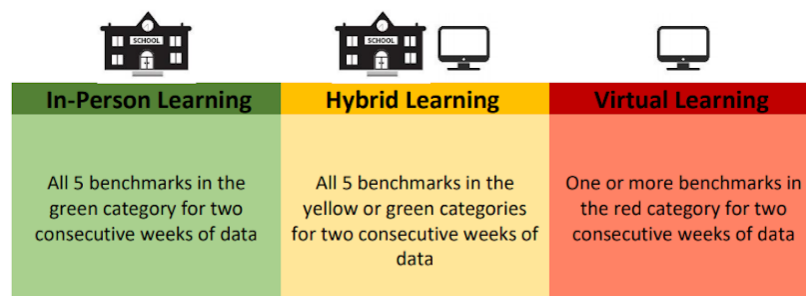 SCHOOL
SCHOOL
In-Person Learning
Hybrid Learning
Virtual Learning
All 5 benchmarks in the
green category for two
consecutive weeks of data
All 5 benchmarks in the
yellow or green categories
for two consecutive weeks of
data
One or more benchmarks in
the red category for two
consecutive weeks of data